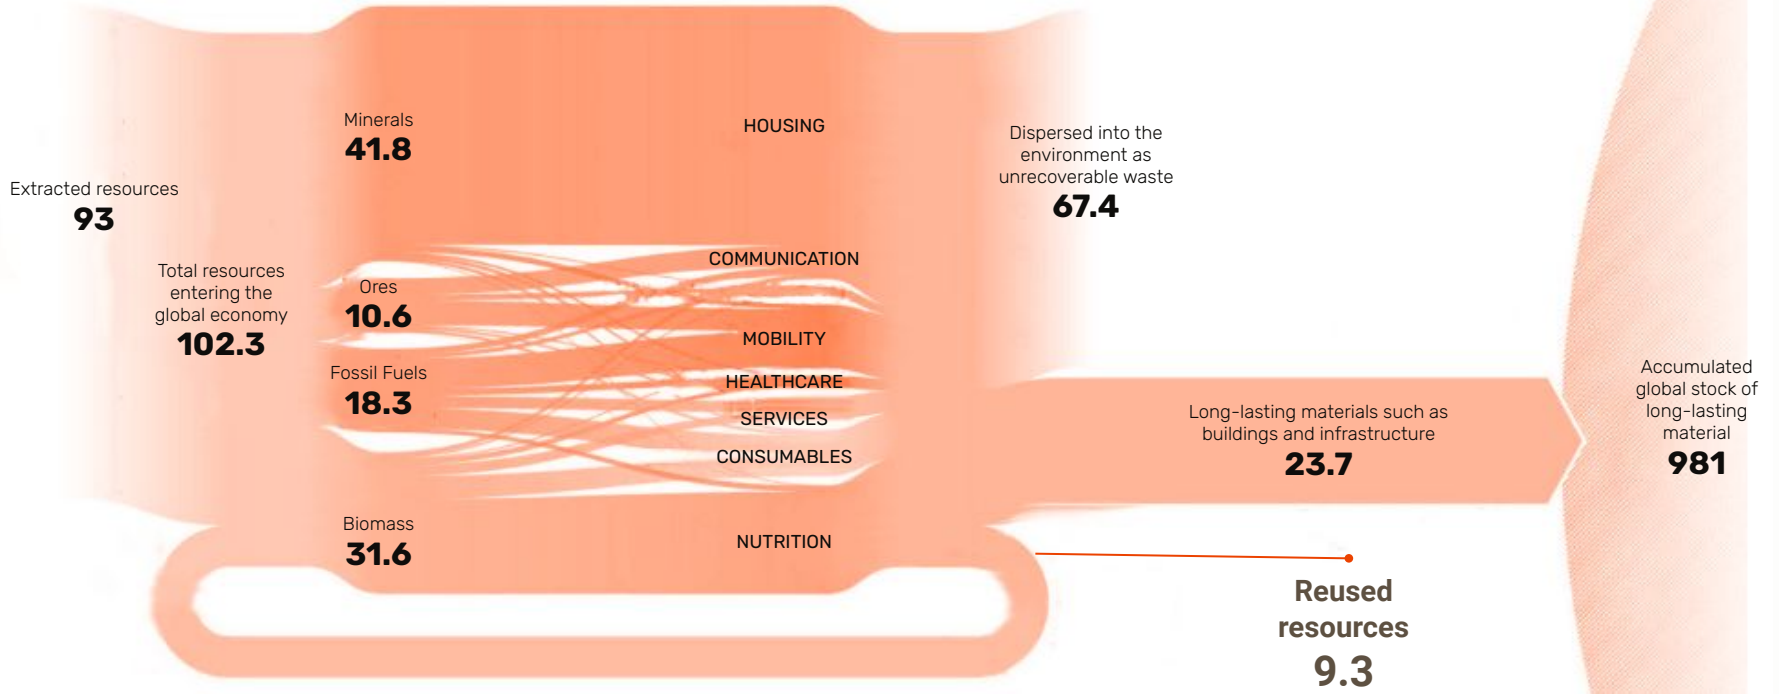 Extracted resources
93
Total resources
entering the
global economy
102.3
Minerals
41.8
Ores
10.6
Fossil Fuels
18.3
Biomass
31.6
HOUSING
COMMUNICATION
MOBILITY
HEALTHCARE
SERVICES
CONSUMABLES
NUTRITION
Dispersed into the
environment as
unrecoverable waste
67.4
Long-lasting materials such as
buildings and infrastructure
23.7
Reused
resources
9.3
Accumulated
global stock of
long-lasting
material
981